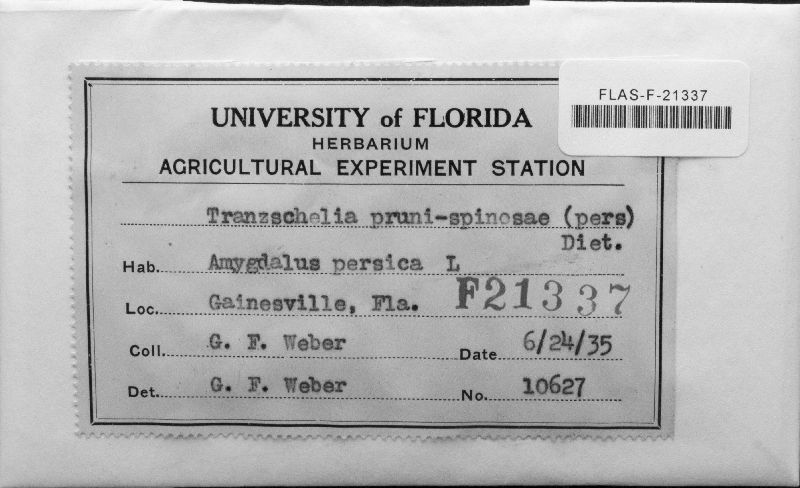 FLAS-F-21337
UNIVERSITY of FLORIDA
HERBARIUM
AGRICULTURAL EXPERIMENT STATION
Tranzschelia pruni-spinosae (pers)
Diet.
Hab. Amygdalus persica L
Loc. Gainesville, Fla. F21337
Coll. G. F. Weber Date 6/24/35
Det. G. F. Weber No. 10627